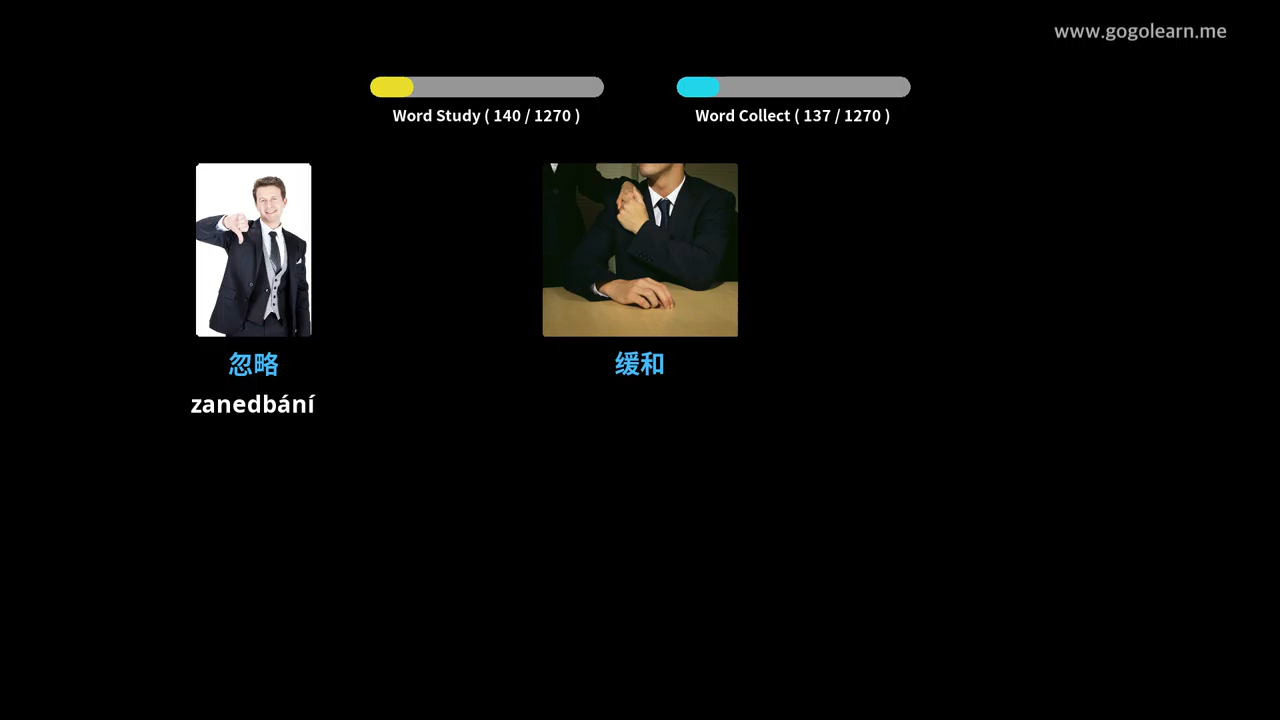 www.gogolearn.me
Word Study ( 140 / 1270 )
Word Collect ( 137 / 1270 )
忽略
缓和
zanedbání